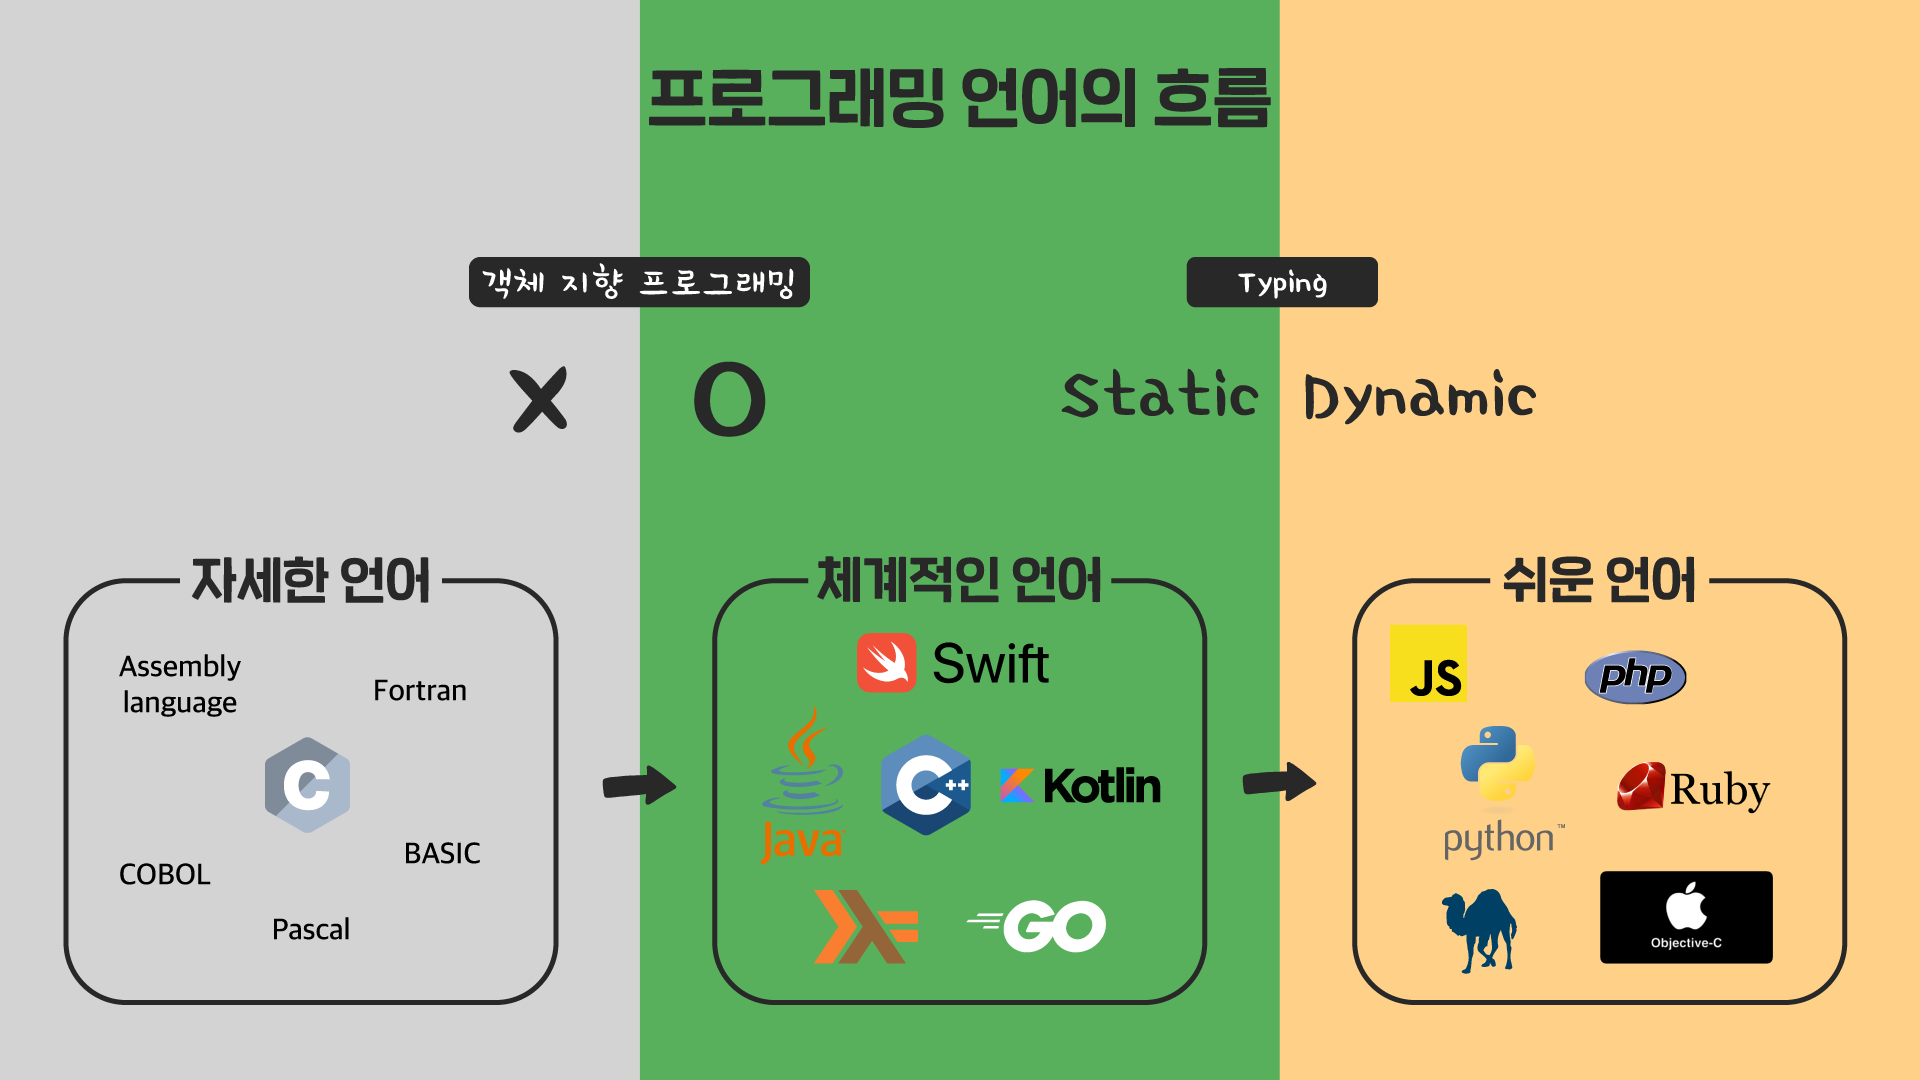 프로그래밍 언어의 흐름
객체 지향 프로그래밍
Typing
X
O
Static
Dynamic
자세한 언어
Assembly
language
Fortran
C
BASIC
COBOL
Pascal
체계적인 언어
Swift
Java
C++
Kotlin
GO
쉬운 언어
JS
php
python™
Ruby
Objective-C